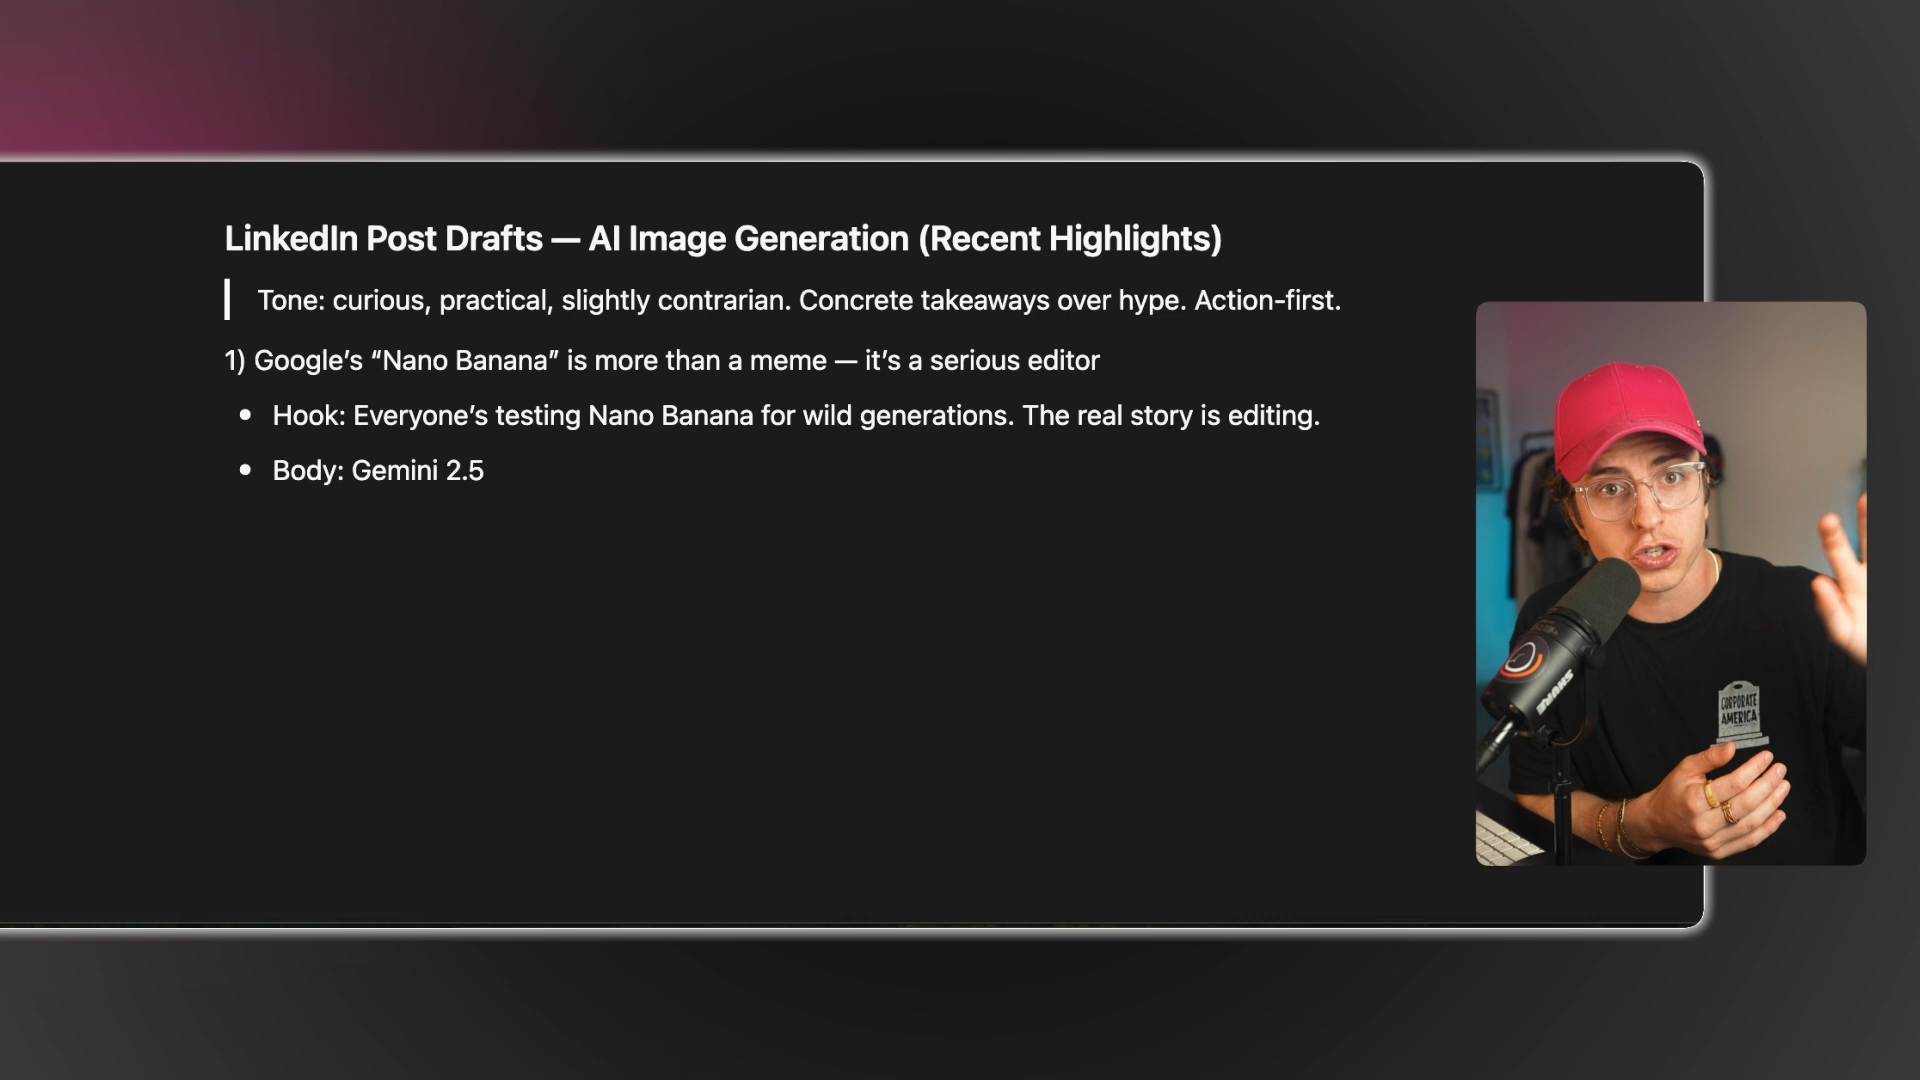 LinkedIn Post Drafts — AI Image Generation (Recent Highlights)
Tone: curious, practical, slightly contrarian. Concrete takeaways over hype. Action-first.
1) Google’s “Nano Banana” is more than a meme — it’s a serious editor
• Hook: Everyone’s testing Nano Banana for wild generations. The real story is editing.
• Body: Gemini 2.5
SHURE
CORPORATE
AMERICA